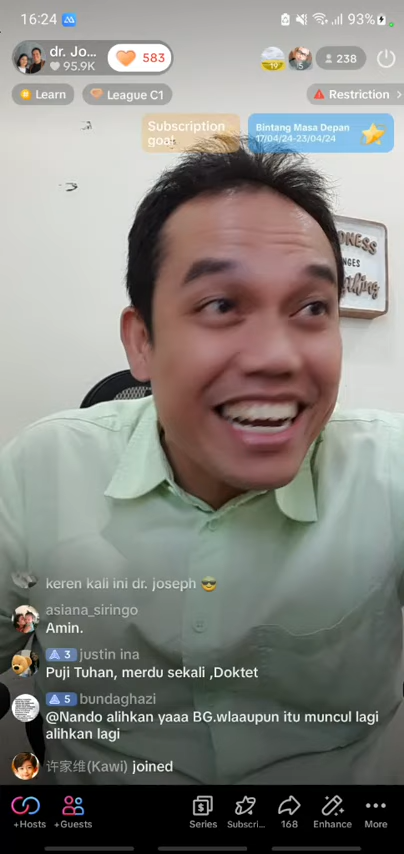 16:24
93%
dr. Jo...
95.9K
583
10
5
238
Learn
League C1
Restriction
Subscription
goal
Bintang Masa Depan
17/04/24-23/04/24
NGES
keren kali ini dr. joseph 😎
asiana_siringo
Amin.
3 justin ina
Puji Tuhan, merdu sekali ,Doktet
5 bundaghazi
@Nando alihkan yaaa BG.wlaaupun itu muncul lagi
alihkan lagi
许家维(Kawi) joined
+Hosts
+Guests
Series
Subscri...
168
Enhance
More